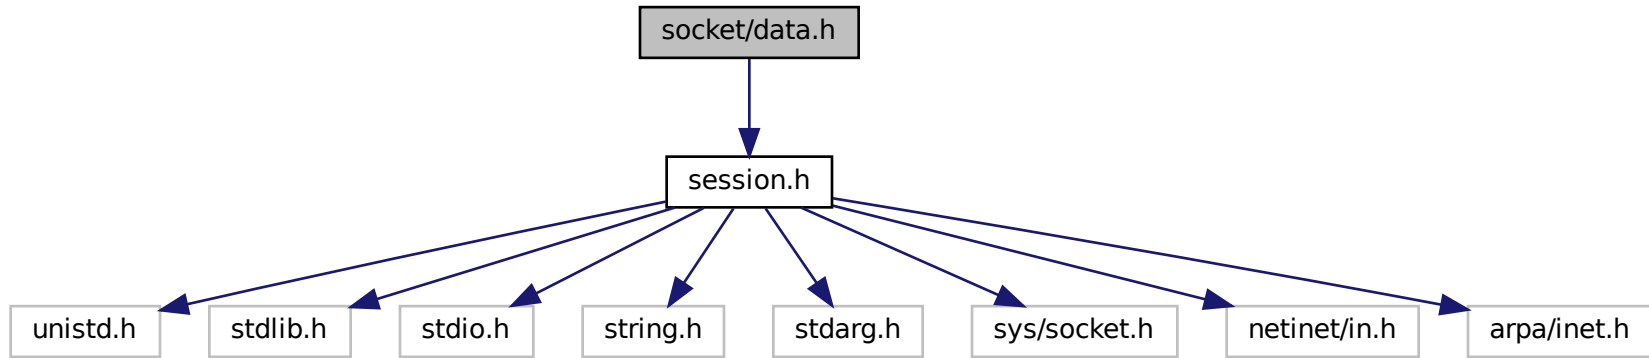 socket/data.h
session.h
unistd.h
stdlib.h
stdio.h
string.h
stdarg.h
sys/socket.h
netinet/in.h
arpa/inet.h